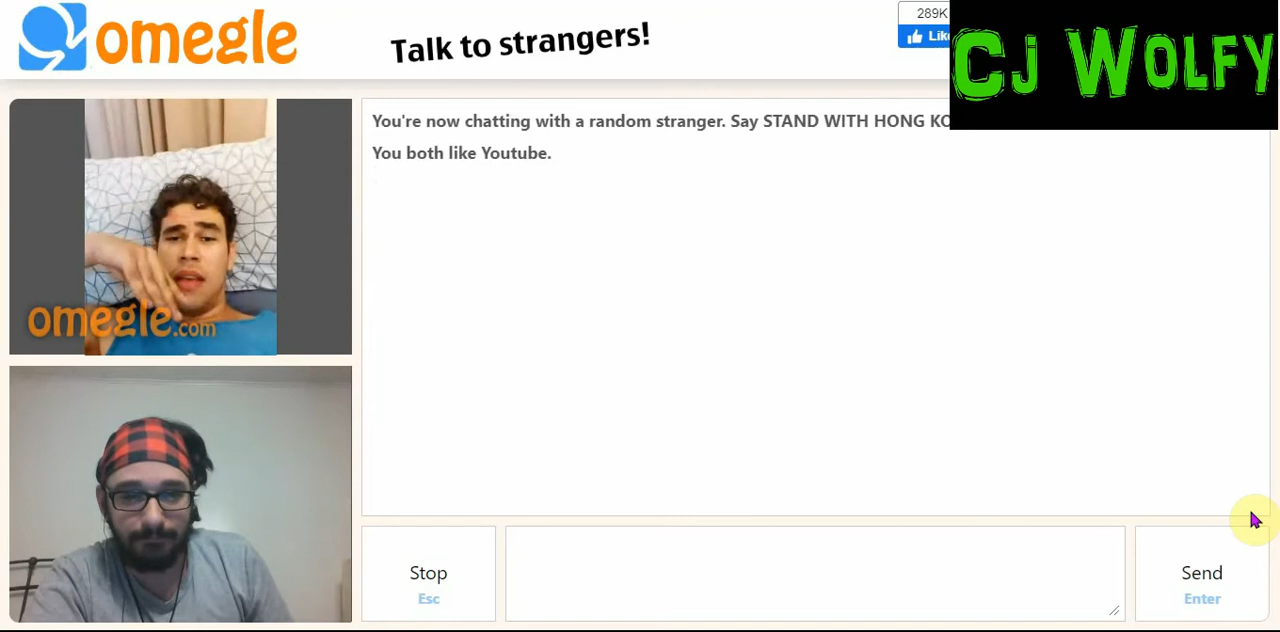 omegle
Talk to strangers!
289K
Like
CJ WOLFY
You're now chatting with a random stranger. Say STAND WITH HONG
You both like Youtube.
omegle.com
Stop
Esc
Send
Enter